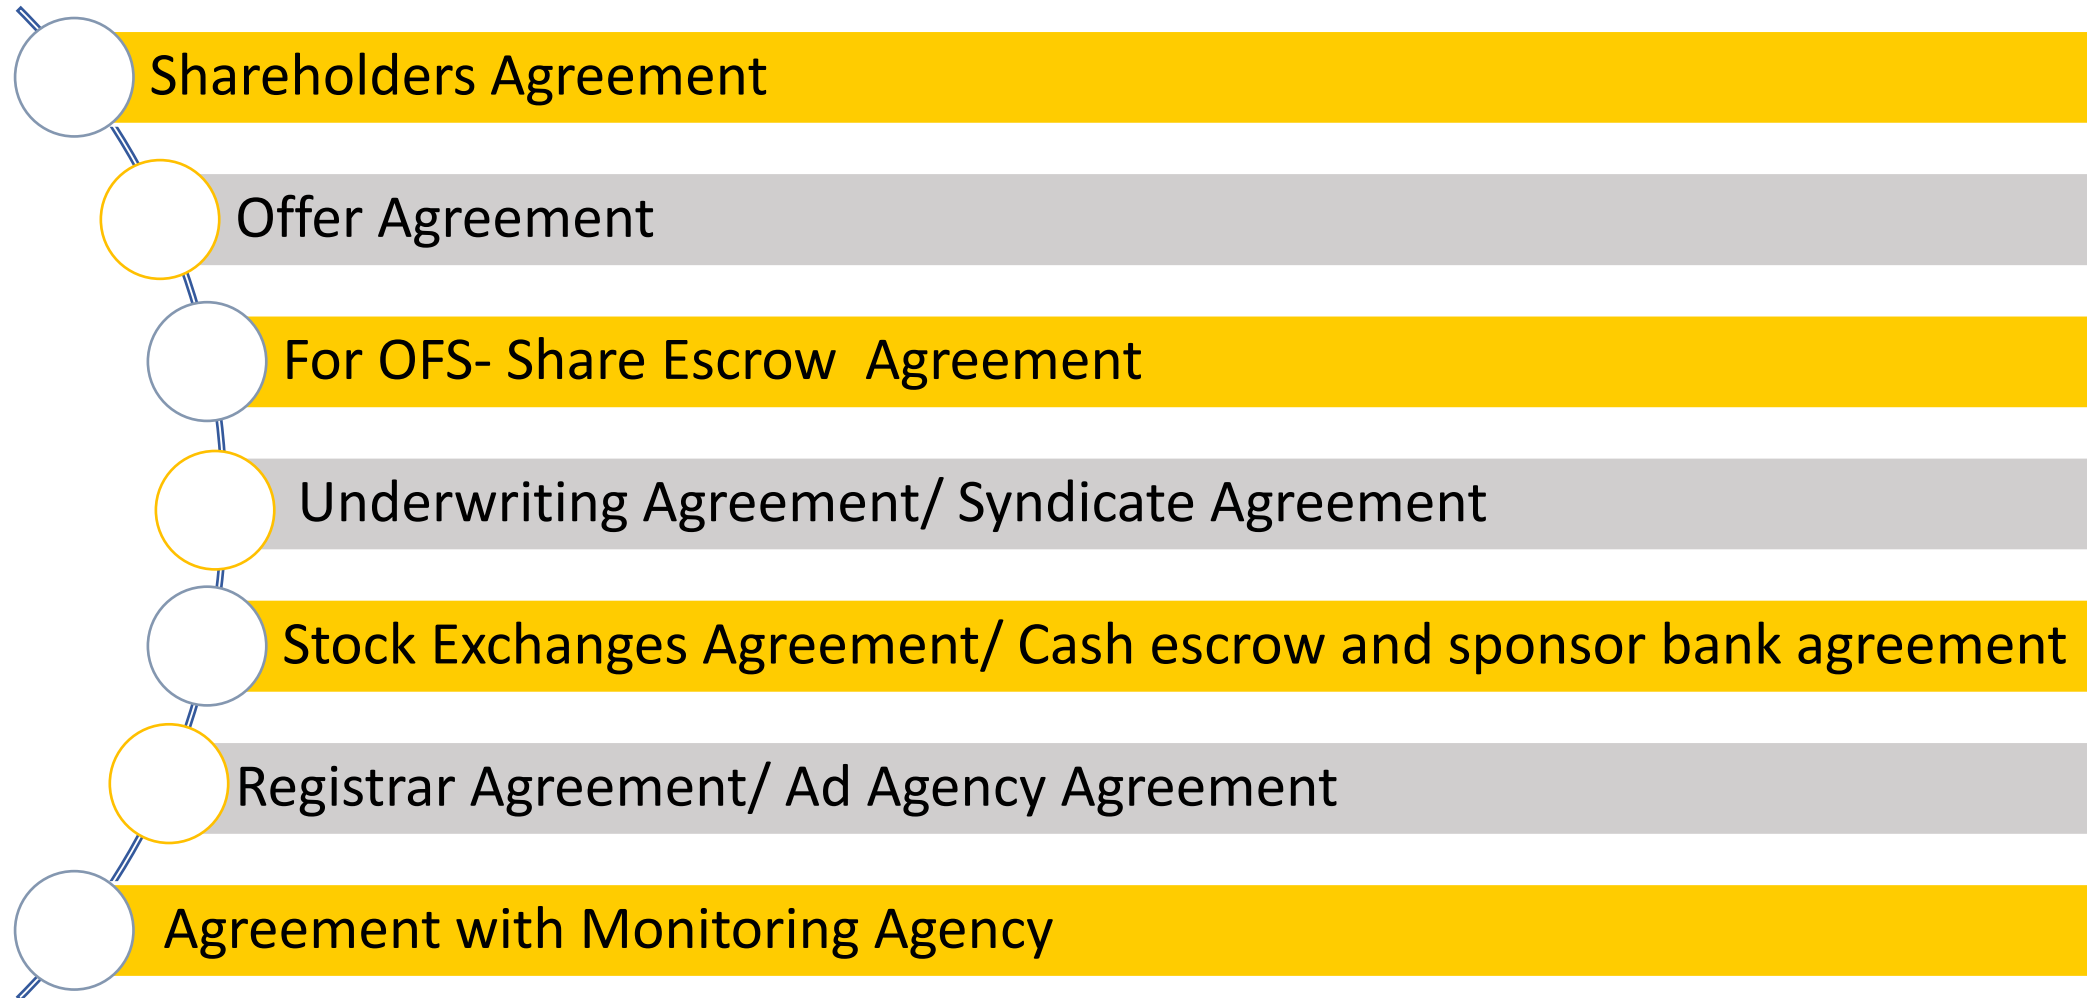 Shareholders Agreement
Offer Agreement
For OFS- Share Escrow  Agreement
Underwriting Agreement/ Syndicate Agreement
Stock Exchanges Agreement/ Cash escrow and sponsor bank agreement
Registrar Agreement/ Ad Agency Agreement
Agreement with Monitoring Agency